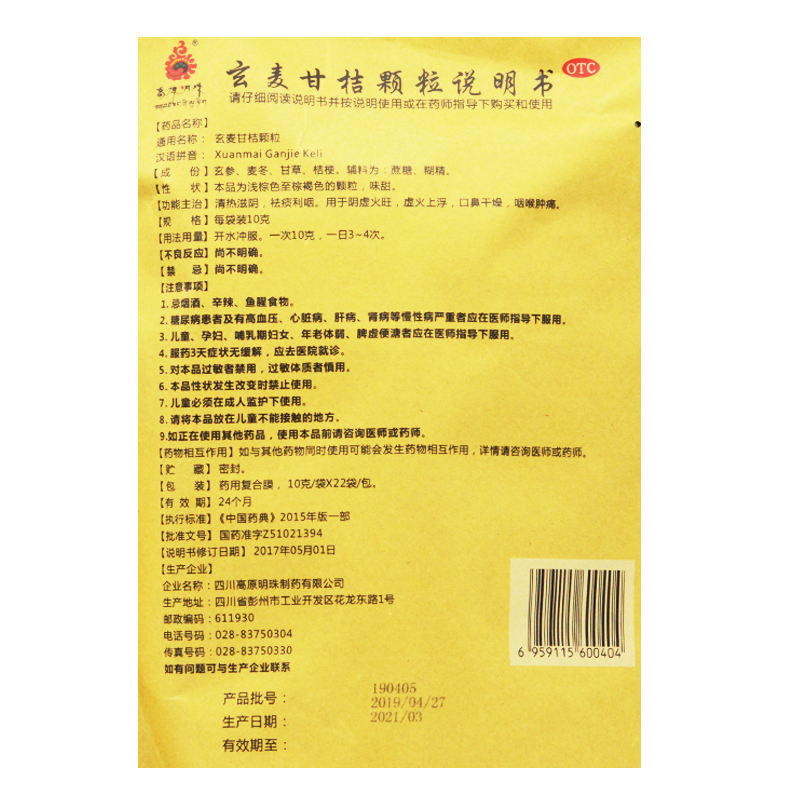 高原明珠
玄麦甘桔颗粒说明书
OTC
请仔细阅读说明书并按说明使用或在药师指导下购买和使用
【药品名称】
通用名称：玄麦甘桔颗粒
汉语拼音：Xuanmai Ganjie Keli
【成　份】玄参、麦冬、甘草、桔梗。辅料为：蔗糖、糊精。
【性　状】本品为浅棕色至棕褐色的颗粒，味甜。
【功能主治】清热滋阴，祛痰利咽。用于阴虚火旺，虚火上浮，口鼻干燥，咽喉肿痛。
【规　格】每袋装10克
【用法用量】开水冲服。一次10克，一日3~4次。
【不良反应】尚不明确。
【禁　忌】尚不明确。
【注意事项】
1.忌烟酒、辛辣、鱼腥食物。
2.糖尿病患者及有高血压、心脏病、肝病、肾病等慢性病严重者应在医师指导下服用。
3.儿童、孕妇、哺乳期妇女、年老体弱、脾虚便溏者应在医师指导下服用。
4.服药3天症状无缓解，应去医院就诊。
5.对本品过敏者禁用，过敏体质者慎用。
6.本品性状发生改变时禁止使用。
7.儿童必须在成人监护下使用。
8.请将本品放在儿童不能接触的地方。
9.如正在使用其他药品，使用本品前请咨询医师或药师。
【药物相互作用】如与其他药物同时使用可能会发生药物相互作用，详情请咨询医师或药师。
【贮　藏】密封。
【包　装】药用复合膜，10克/袋X22袋/包。
【有 效 期】24个月
【执行标准】《中国药典》2015年版一部
【批准文号】国药准字Z51021394
【说明书修订日期】2017年05月01日
【生产企业】
企业名称：四川高原明珠制药有限公司
生产地址：四川省彭州市工业开发区花龙东路1号
邮政编码：611930
电话号码：028-83750304
传真号码：028-83750330
如有问题可与生产企业联系
6 959115 600404
产品批号：190405
生产日期：2019/04/27
有效期至：2021/03